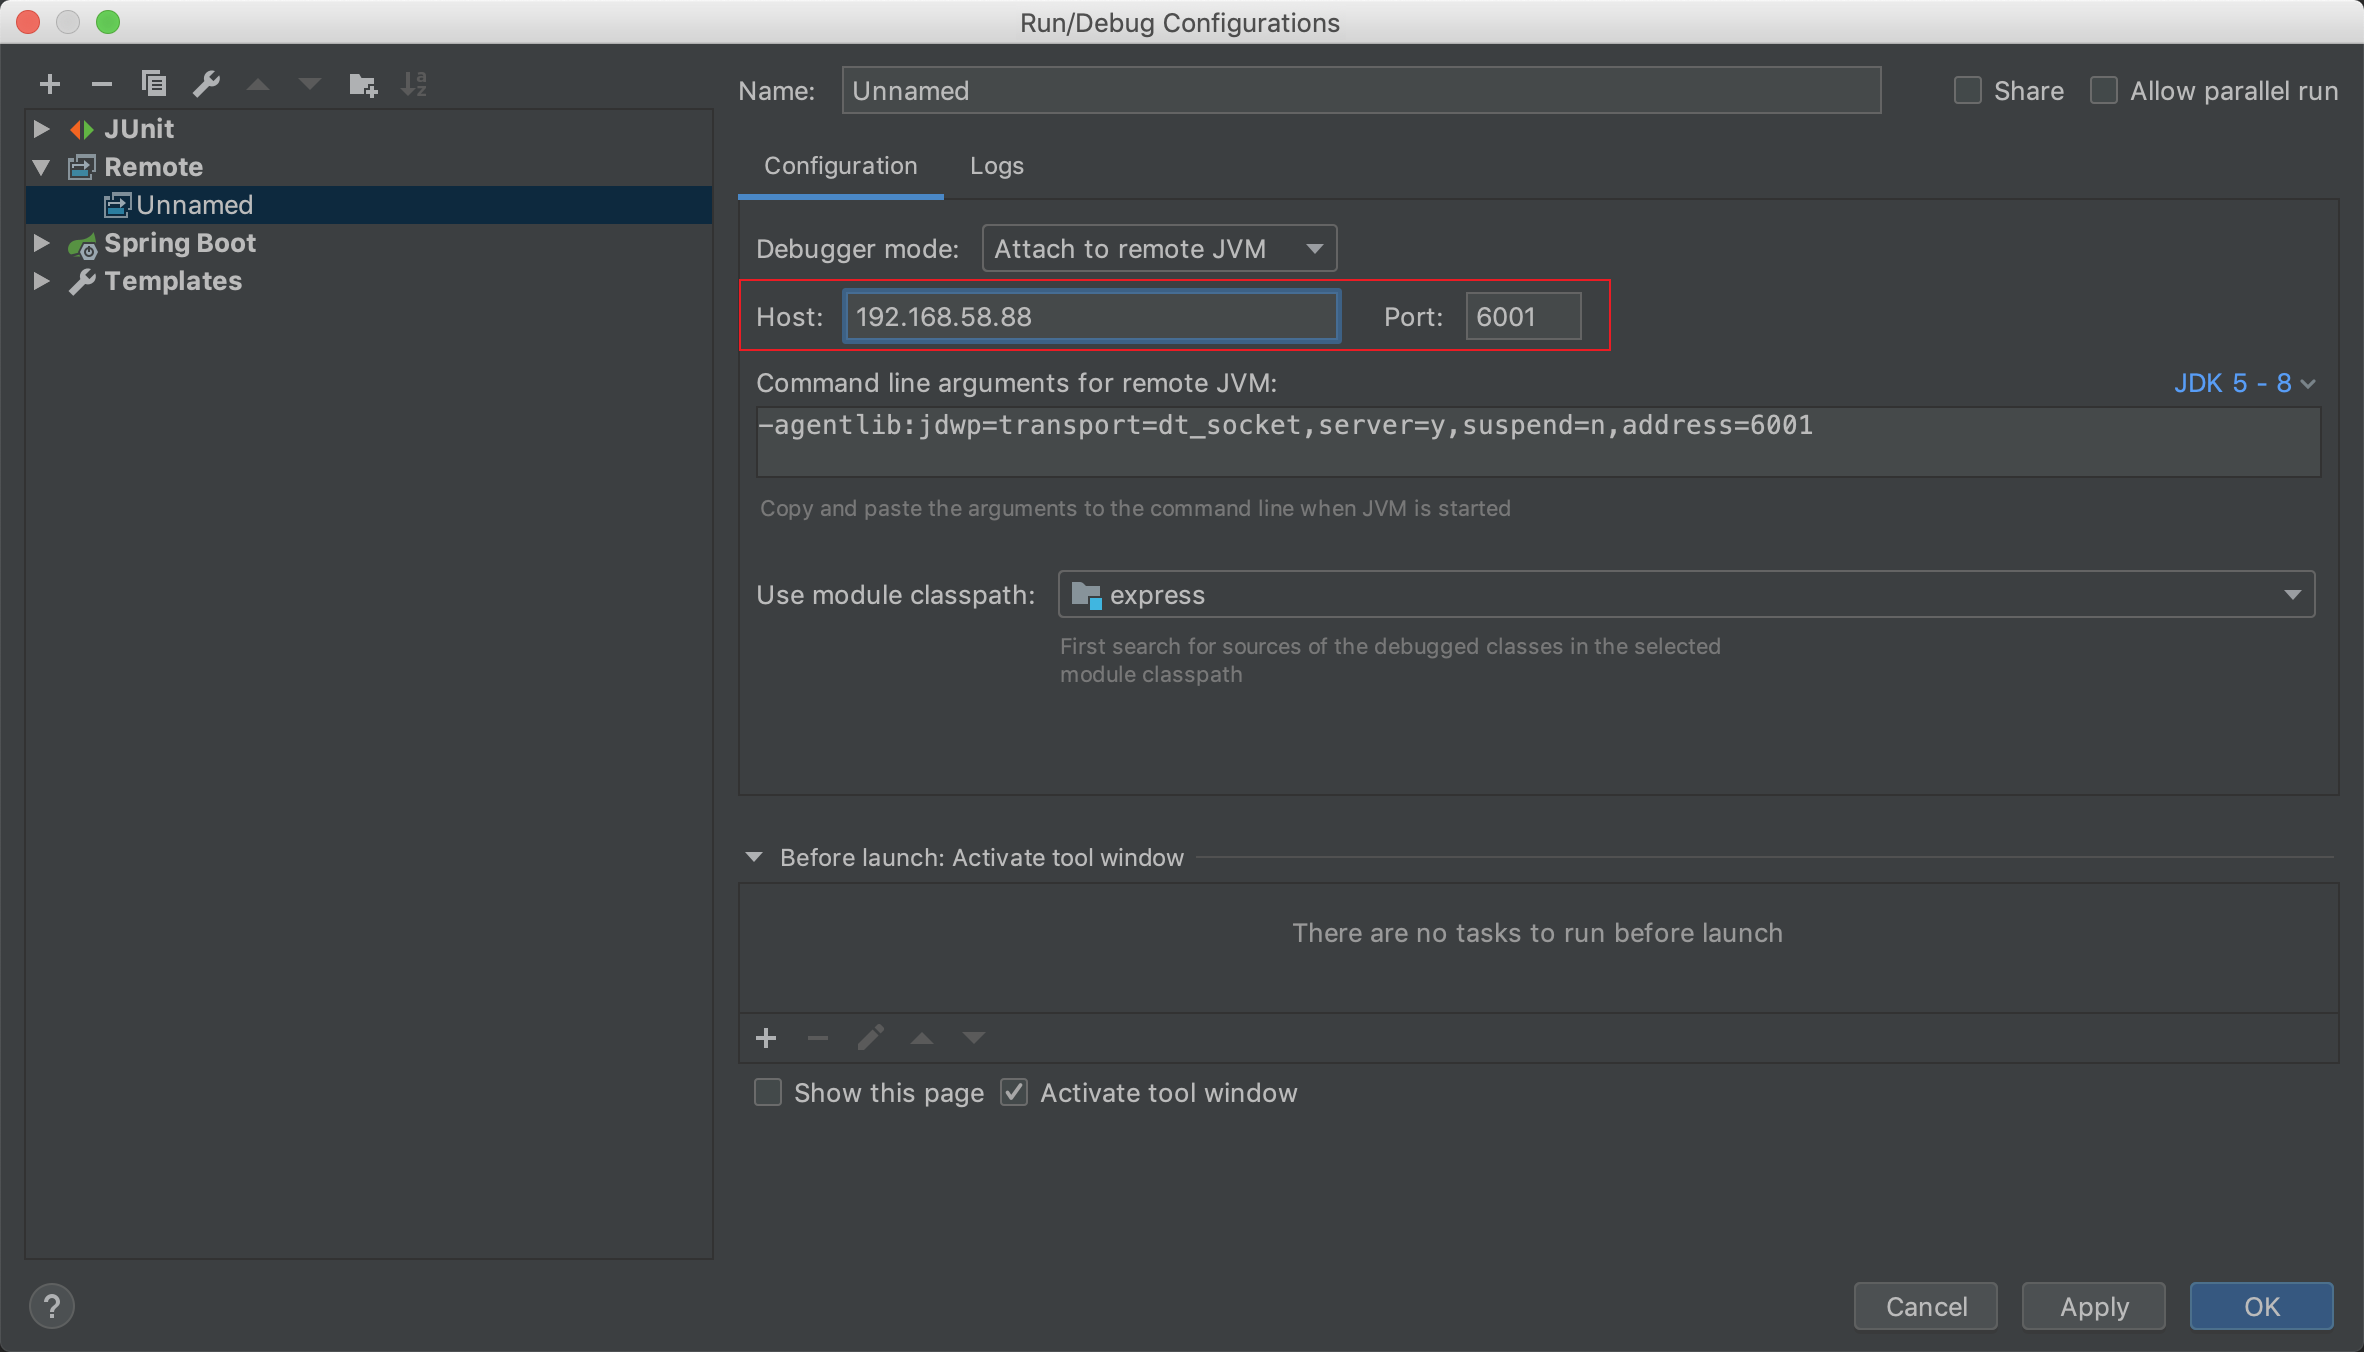 Run/Debug Configurations
JUnit
Remote
Unnamed
Spring Boot
Templates
Name: Unnamed Share Allow parallel run
Configuration Logs
Debugger mode: Attach to remote JVM
Host: 192.168.58.88 Port: 6001
Command line arguments for remote JVM: JDK 5 - 8
-agentlib:jdwp=transport=dt_socket,server=y,suspend=n,address=6001
Copy and paste the arguments to the command line when JVM is started
Use module classpath: express
First search for sources of the debugged classes in the selected
module classpath
Before launch: Activate tool window
There are no tasks to run before launch
Show this page Activate tool window
? Cancel Apply OK